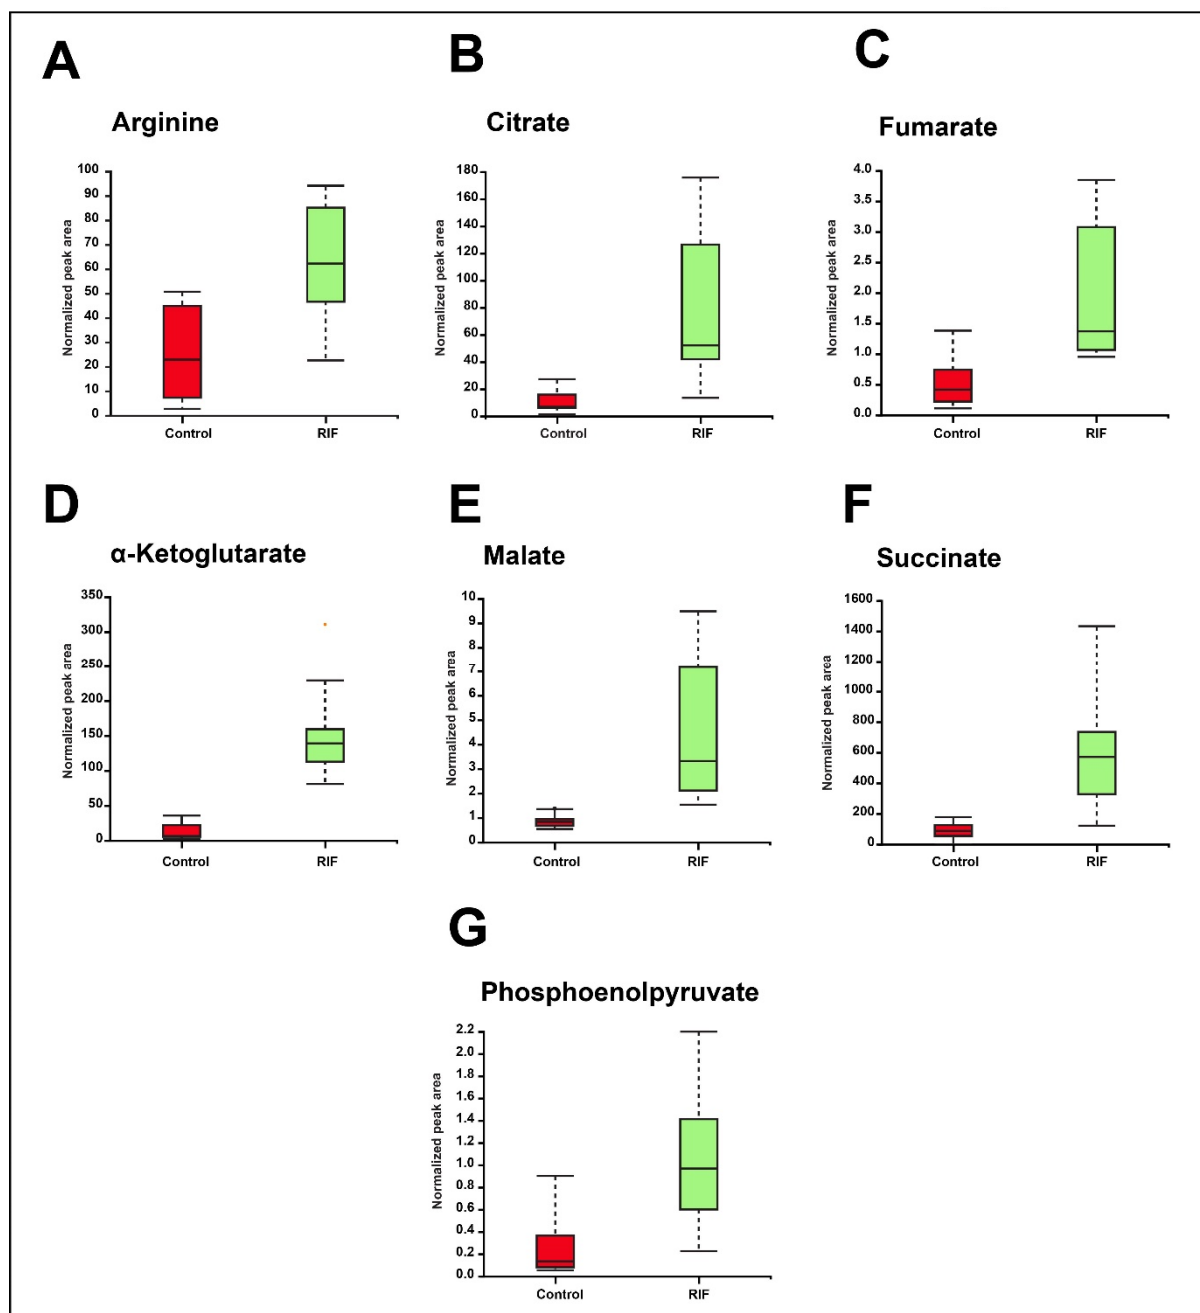 A
B
C
Arginine
Citrate
Fumarate
Normalized peak area
100
90
80
70
60
50
40
30
20
10
0
Control
RIF
Normalized peak area
180
160
140
120
100
80
60
40
20
0
Control
RIF
Normalized peak area
4.0
3.5
3.0
2.5
2.0
1.5
1.0
0.5
0.0
Control
RIF
D
E
F
α-Ketoglutarate
Malate
Succinate
Normalized peak area
350
300
250
200
150
100
50
0
Control
RIF
Normalized peak area
10
9
8
7
6
5
4
3
2
1
0
Control
RIF
Normalized peak area
1600
1400
1200
1000
800
600
400
200
0
Control
RIF
G
Phosphoenolpyruvate
Normalized peak area
2.2
2.0
1.8
1.6
1.4
1.2
1.0
0.8
0.6
0.4
0.2
0.0
Control
RIF